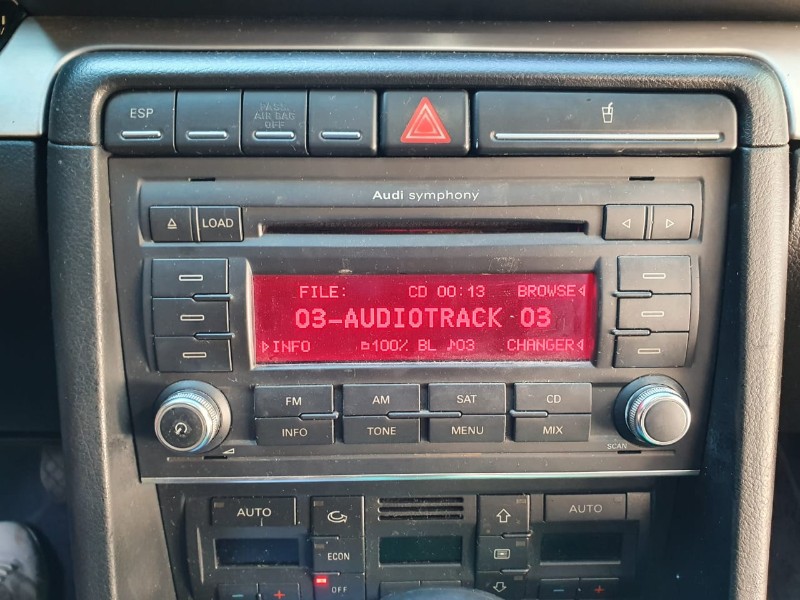 ESP
PASS.
AIR BAG
OFF
Audi symphony
LOAD
FILE: CD 00:13 BROWSE
03-AUDIOTRACK 03
INFO 100% BL ♪03 CHANGER
FM AM SAT CD
INFO TONE MENU MIX
SCAN
AUTO AUTO
ECON
OFF